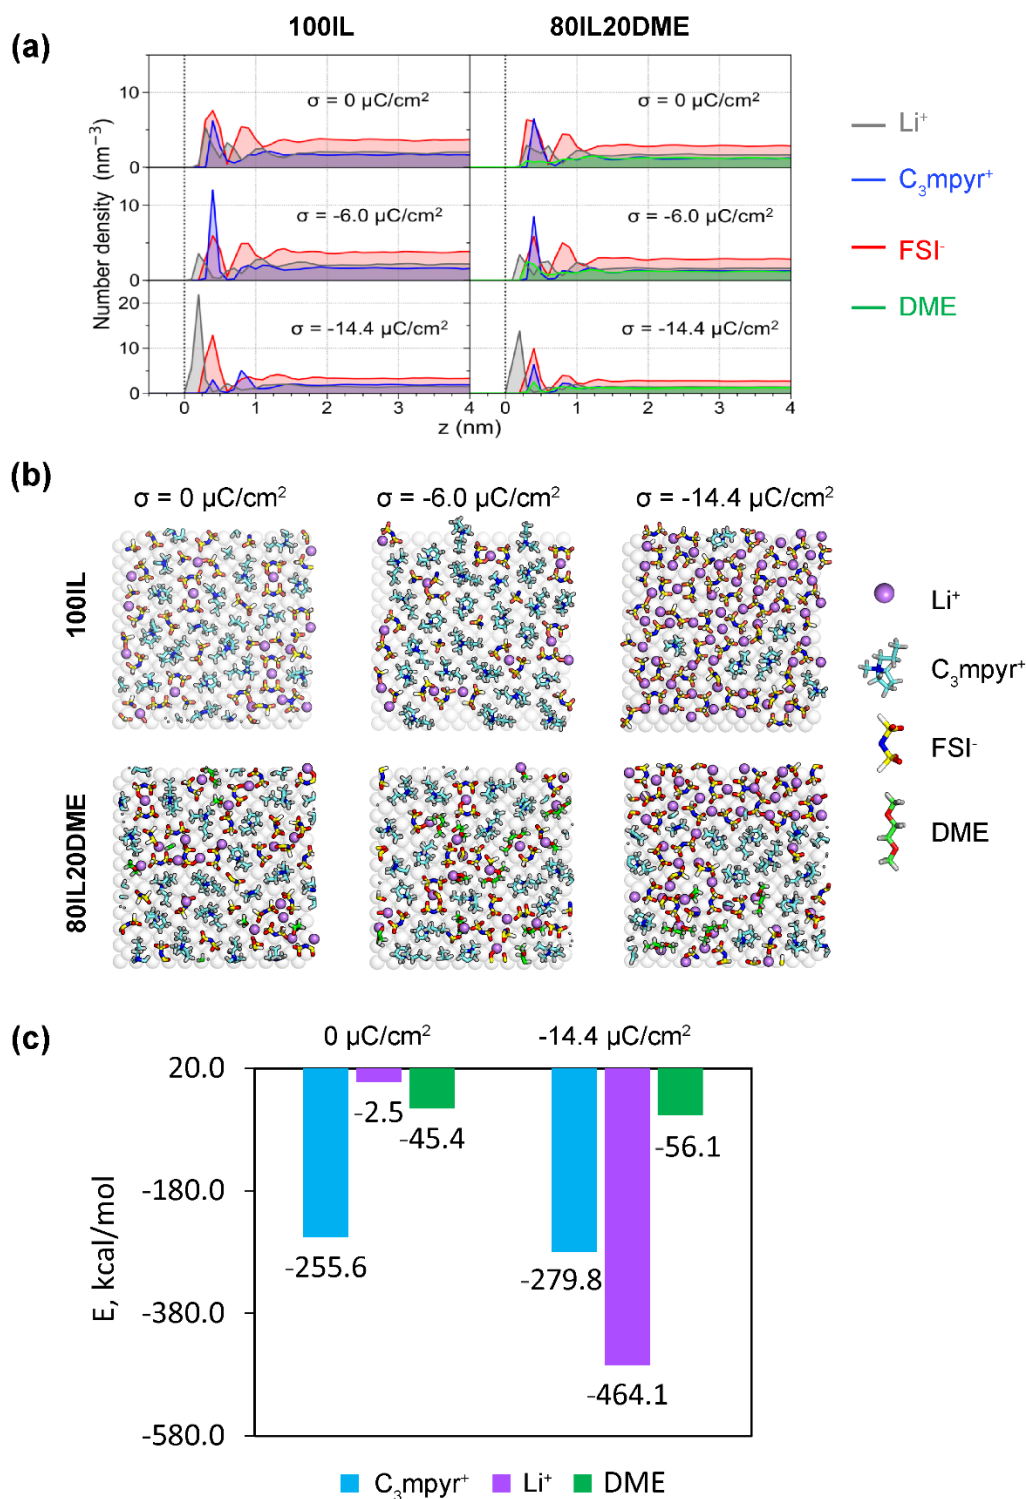 (a)
100IL
80IL20DME
σ = 0 μC/cm²
σ = 0 μC/cm²
σ = -6.0 μC/cm²
σ = -6.0 μC/cm²
σ = -14.4 μC/cm²
σ = -14.4 μC/cm²
Number density (nm⁻³)
10
0
10
0
20
10
0
0
1
2
3
4
0
1
2
3
4
z (nm)
Li⁺
C₃mpyr⁺
FSI⁻
DME
(b)
σ = 0 μC/cm²
σ = -6.0 μC/cm²
σ = -14.4 μC/cm²
100IL
80IL20DME
Li⁺
C₃mpyr⁺
FSI⁻
DME
(c)
0 μC/cm²
-14.4 μC/cm²
E, kcal/mol
20.0
-180.0
-380.0
-580.0
-255.6
-2.5
-45.4
-279.8
-464.1
-56.1
C₃mpyr⁺
Li⁺
DME